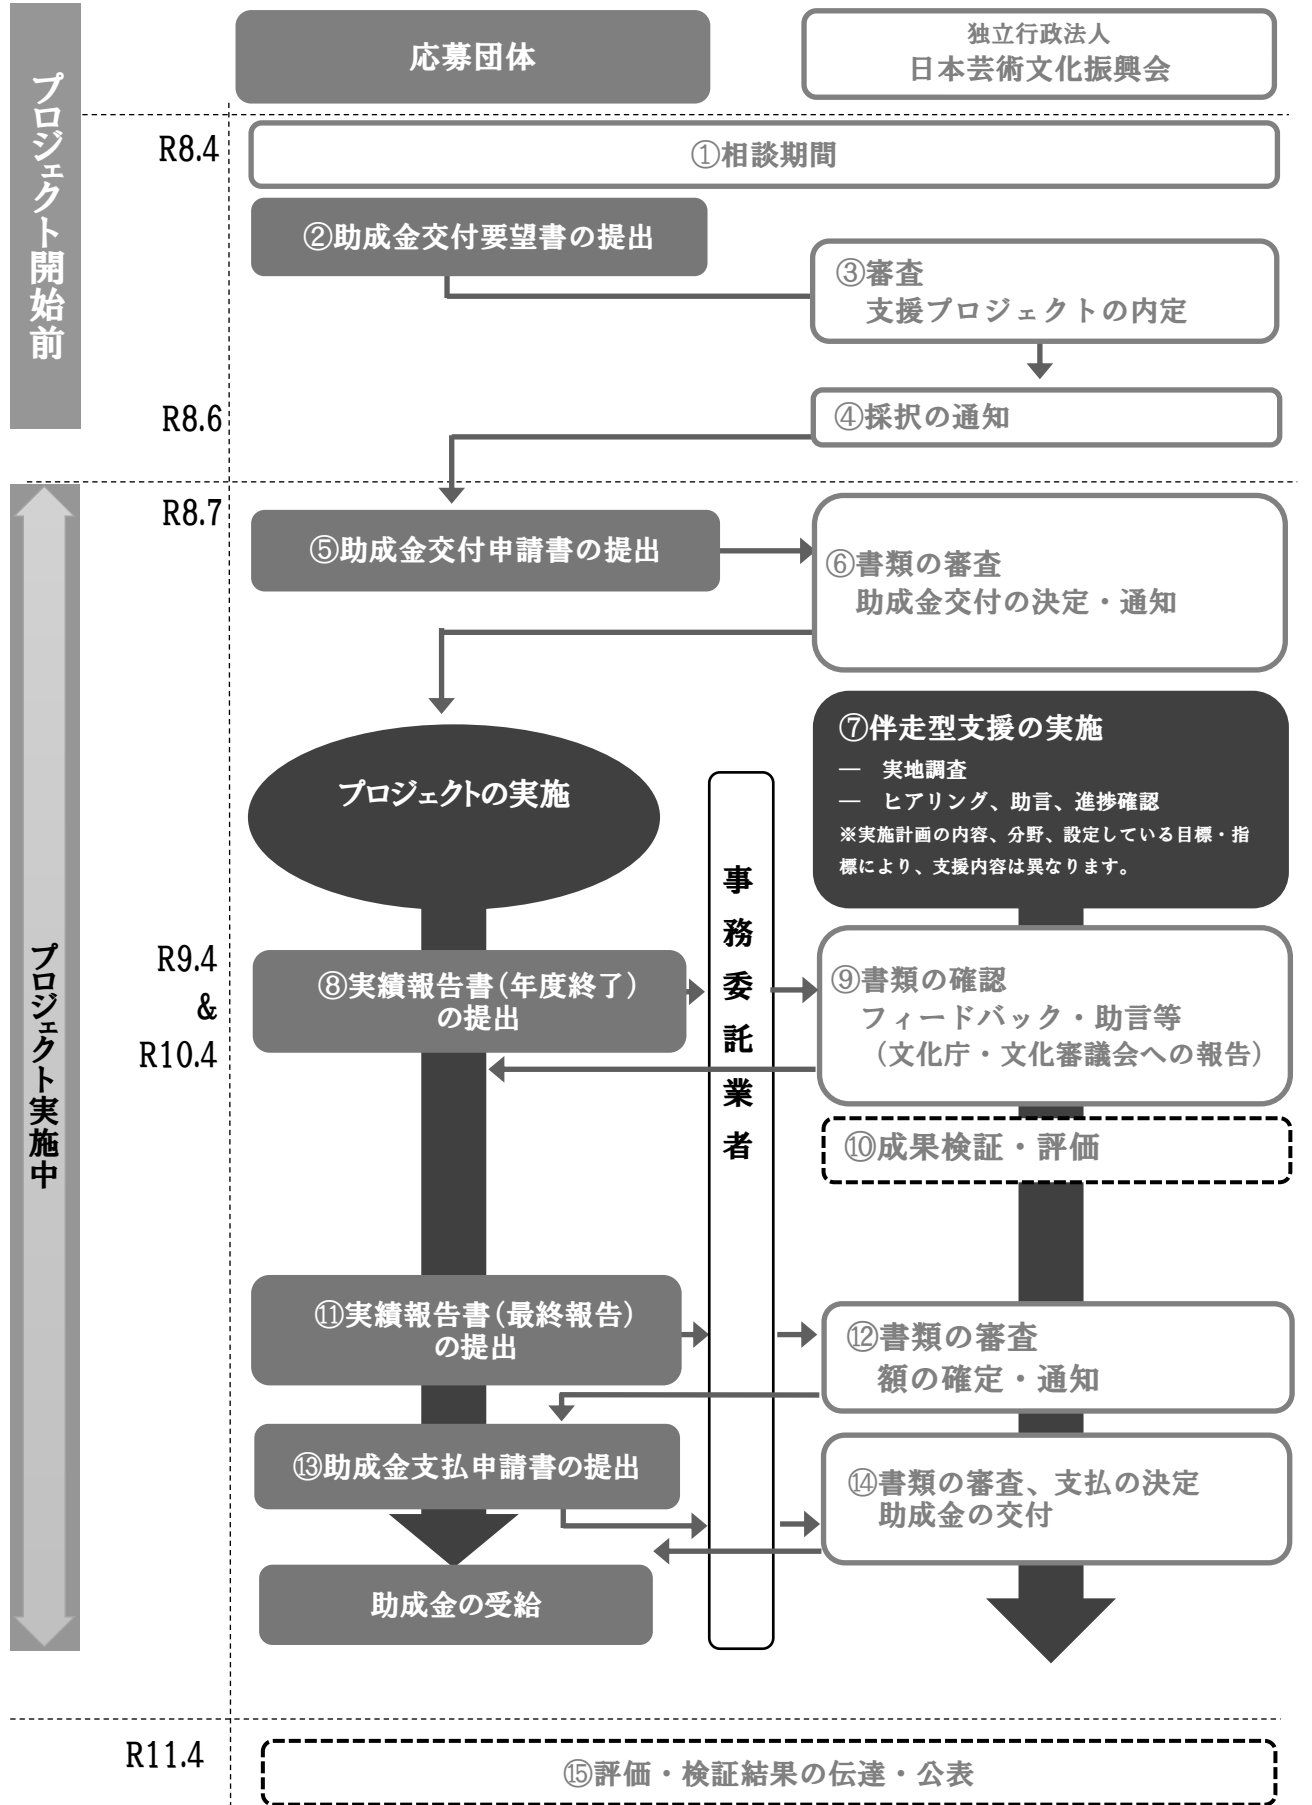 プロジェクト開始前
応募団体
独立行政法人
日本芸術文化振興会
R8.4
①相談期間
②助成金交付要望書の提出
③審査
支援プロジェクトの内定
R8.6
④採択の通知
プロジェクト実施中
R8.7
⑤助成金交付申請書の提出
⑥書類の審査
助成金交付の決定・通知
プロジェクトの実施
⑦伴走型支援の実施
― 実地調査
― ヒアリング、助言、進捗確認
※実施計画の内容、分野、設定している目標・指
標により、支援内容は異なります。
事務委託業者
R9.4
&
R10.4
⑧実績報告書(年度終了)
の提出
⑨書類の確認
フィードバック・助言等
(文化庁・文化審議会への報告)
⑩成果検証・評価
⑪実績報告書(最終報告)
の提出
⑫書類の審査
額の確定・通知
⑬助成金支払申請書の提出
⑭書類の審査、支払の決定
助成金の交付
助成金の受給
R11.4
⑮評価・検証結果の伝達・公表